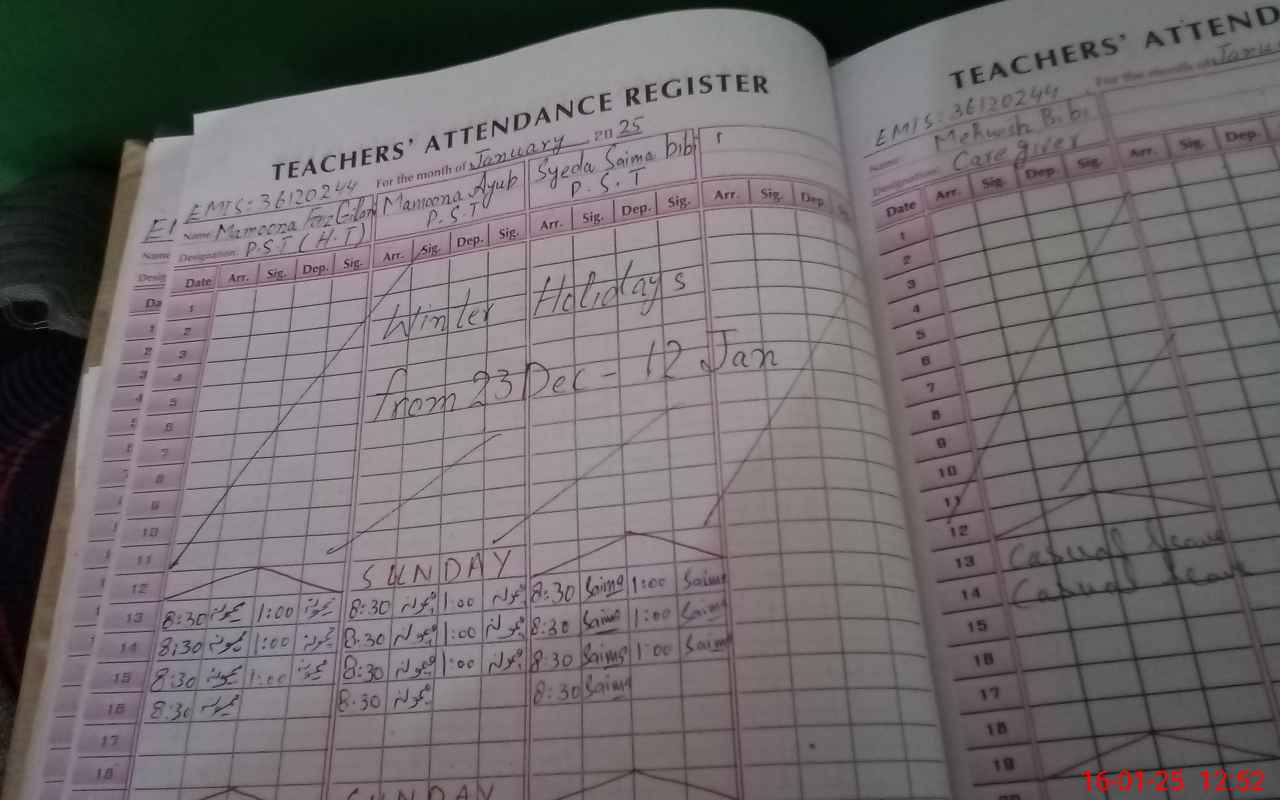 TEACHERS' ATTENDANCE REGISTER
For the month of January 2025
EMIS: 36120244
Name: Mamoona
Mamoona Ayub
Syeda Saima Bibi
Designation: P.S.T (H.T)
P.S.T
P.S.T
Date Arr. Sig. Dep. Sig. Arr. Sig. Dep. Sig. Arr. Sig. Dep. Sig. Arr. Sig. Dep.
1
2
Winter Holidays
3
4
from 23 Dec - 12 Jan
5
6
7
8
9
10
11
12 SUNDAY
13 8:30 1:00 8:30 1:00 8:30 Saima 1:00 Saima
14 8:30 1:00 8:30 1:00 8:30 Saima 1:00 Saima
15 8:30 1:00 8:30 1:00 8:30 Saima 1:00 Saima
16 8:30 8:30 8:30 Saima
17
18
SUNDAY
TEACHERS' ATTEND
For the month of Janu
EMIS: 36120244
Name: Mehwish Bibi
Designation: Care giver
Date Arr. Sig. Dep. Sig. Arr. Sig. Dep.
1
2
3
4
5
6
7
8
9
10
11
12
13 Casual leave
14 Casual leave
15
16
17
18
19
16-01-25 12:52